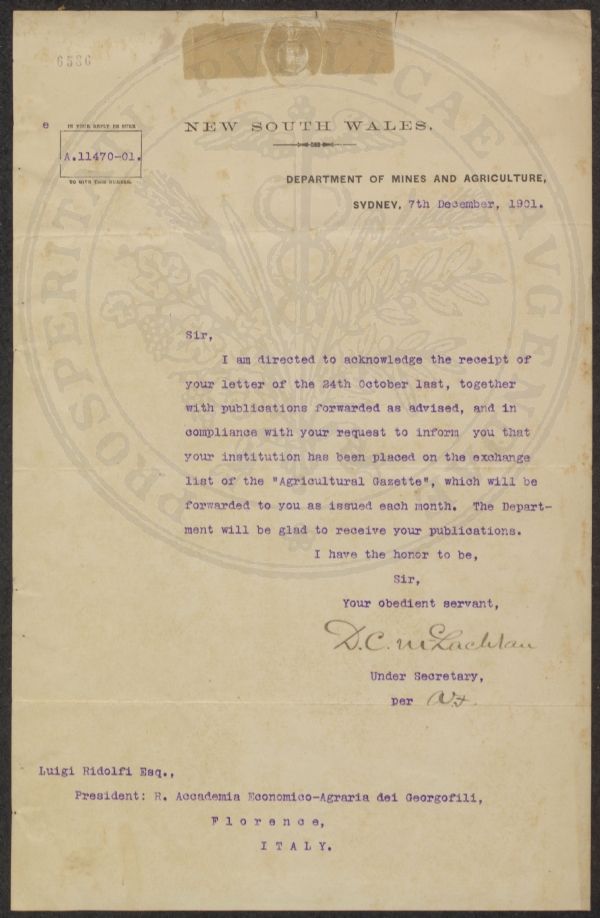 6586
PROSPERITATI PUBLICAE AUGENDAE
e
IN YOUR REPLY BE SURE
A.11470-01.
TO GIVE THIS NUMBER.
NEW SOUTH WALES.
DEPARTMENT OF MINES AND AGRICULTURE,
SYDNEY, 7th December, 1901.
Sir,
I am directed to acknowledge the receipt of
your letter of the 24th October last, together
with publications forwarded as advised, and in
compliance with your request to inform you that
your institution has been placed on the exchange
list of the "Agricultural Gazette", which will be
forwarded to you as issued each month. The Depart-
ment will be glad to receive your publications.
I have the honor to be,
Sir,
Your obedient servant,
D.C. McLachlan
Under Secretary,
per
Luigi Ridolfi Esq.,
President: R. Accademia Economico-Agraria dei Georgofili,
Florence,
ITALY.